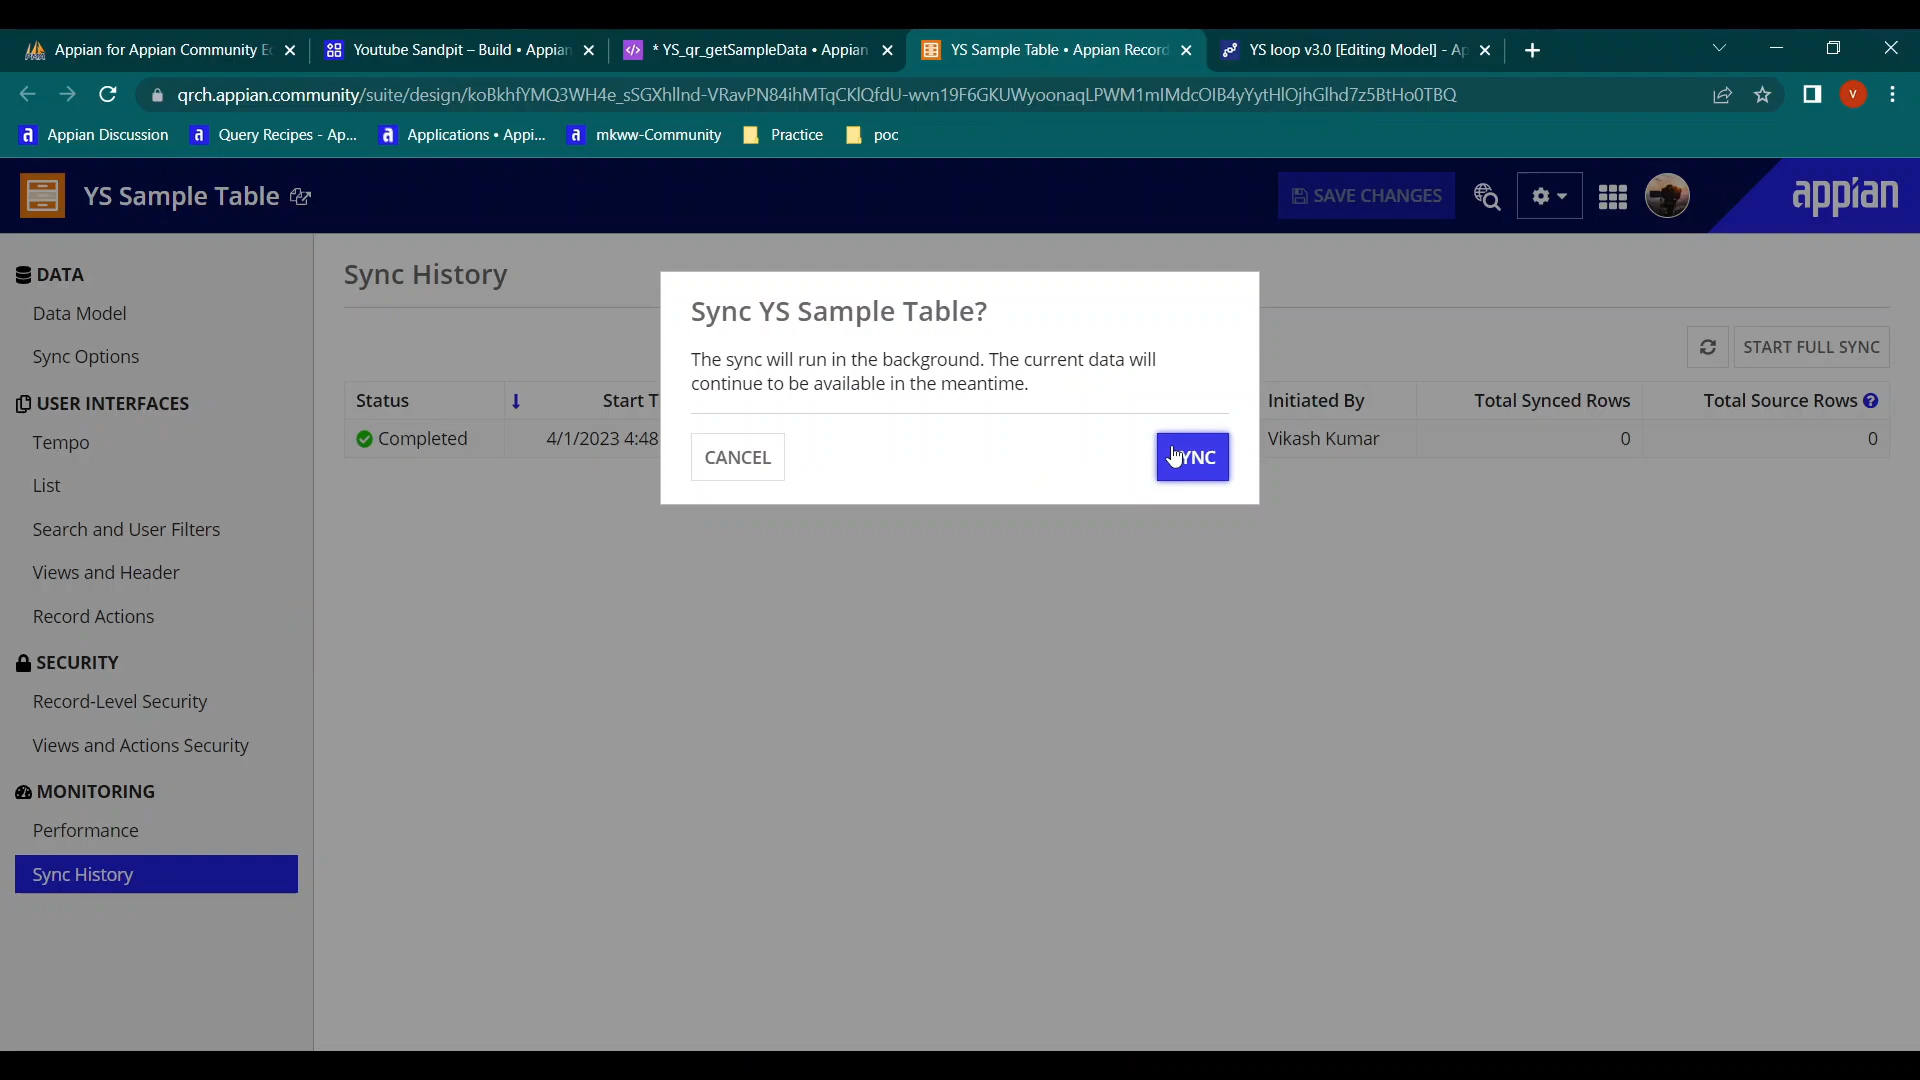 Appian for Appian Community E
Youtube Sandpit – Build • Appian
* YS_qr_getSampleData • Appian
YS Sample Table • Appian Record
YS loop v3.0 [Editing Model] - Ap
qrch.appian.community/suite/design/koBkhfYMQ3WH4e_sSGXhlInd-VRavPN84ihMTqCKlQfdU-wvn19F6GKUWyoonaqLPWM1mIMdcOIB4yYytHlOjhGlhd7z5BtHo0TBQ
V
Appian Discussion
Query Recipes - Ap...
Applications • Appi...
mkww-Community
Practice
poc
YS Sample Table
SAVE CHANGES
appian
DATA
Data Model
Sync Options
USER INTERFACES
Tempo
List
Search and User Filters
Views and Header
Record Actions
SECURITY
Record-Level Security
Views and Actions Security
MONITORING
Performance
Sync History
Sync History
START FULL SYNC
Status Start T Initiated By Total Synced Rows Total Source Rows
Completed 4/1/2023 4:48 Vikash Kumar 0 0
Sync YS Sample Table?
The sync will run in the background. The current data will
continue to be available in the meantime.
CANCEL
SYNC